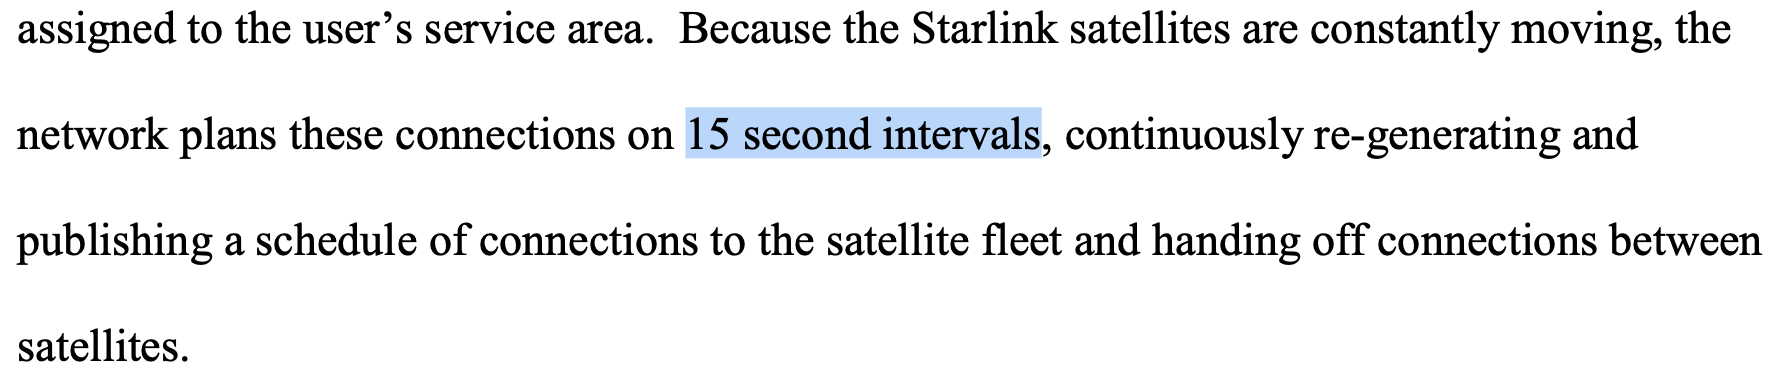 assigned to the user’s service area.  Because the Starlink satellites are constantly moving, the
network plans these connections on 15 second intervals, continuously re-generating and
publishing a schedule of connections to the satellite fleet and handing off connections between
satellites.